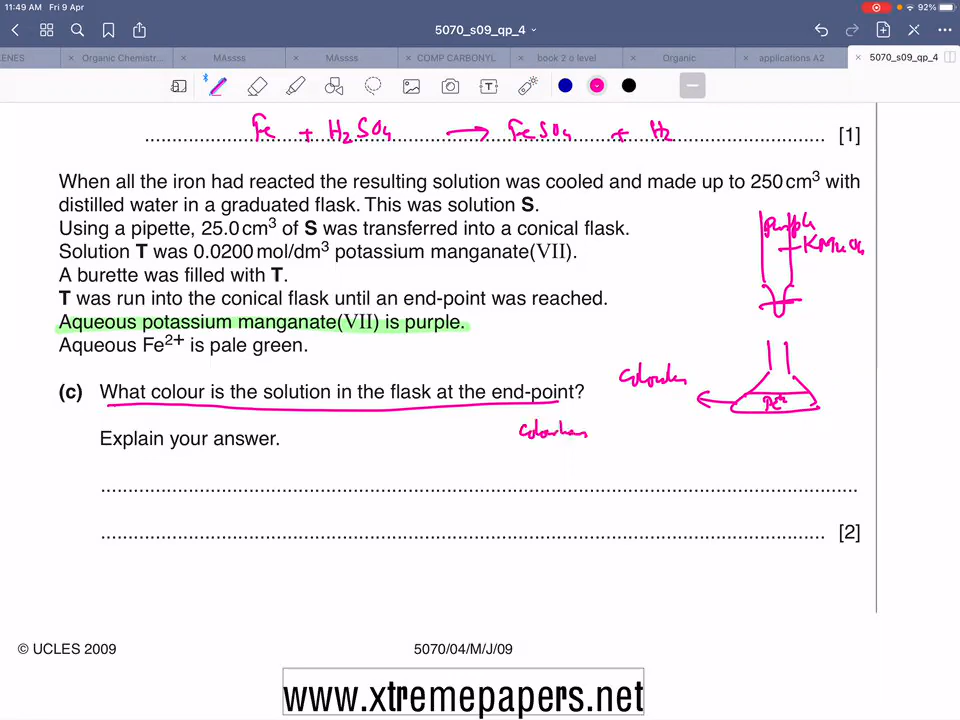 11:49 AM Fri 9 Apr
92%
5070_s09_qp_4
ENES
Organic Chemistr...
MAssss
MAssss
COMP CARBONYL
book 2 o level
Organic
applications A2
5070_s09_qp_4
Fe + H2SO4 → FeSO4 + H2
[1]
When all the iron had reacted the resulting solution was cooled and made up to 250 cm³ with
distilled water in a graduated flask. This was solution S.
Using a pipette, 25.0 cm³ of S was transferred into a conical flask.
Solution T was 0.0200 mol/dm³ potassium manganate(VII).
A burette was filled with T.
T was run into the conical flask until an end-point was reached.
Aqueous potassium manganate(VII) is purple.
Aqueous Fe²⁺ is pale green.
purple
KMnO4
(c) What colour is the solution in the flask at the end-point?
Explain your answer.
[2]
© UCLES 2009
5070/04/M/J/09
www.xtremepapers.net